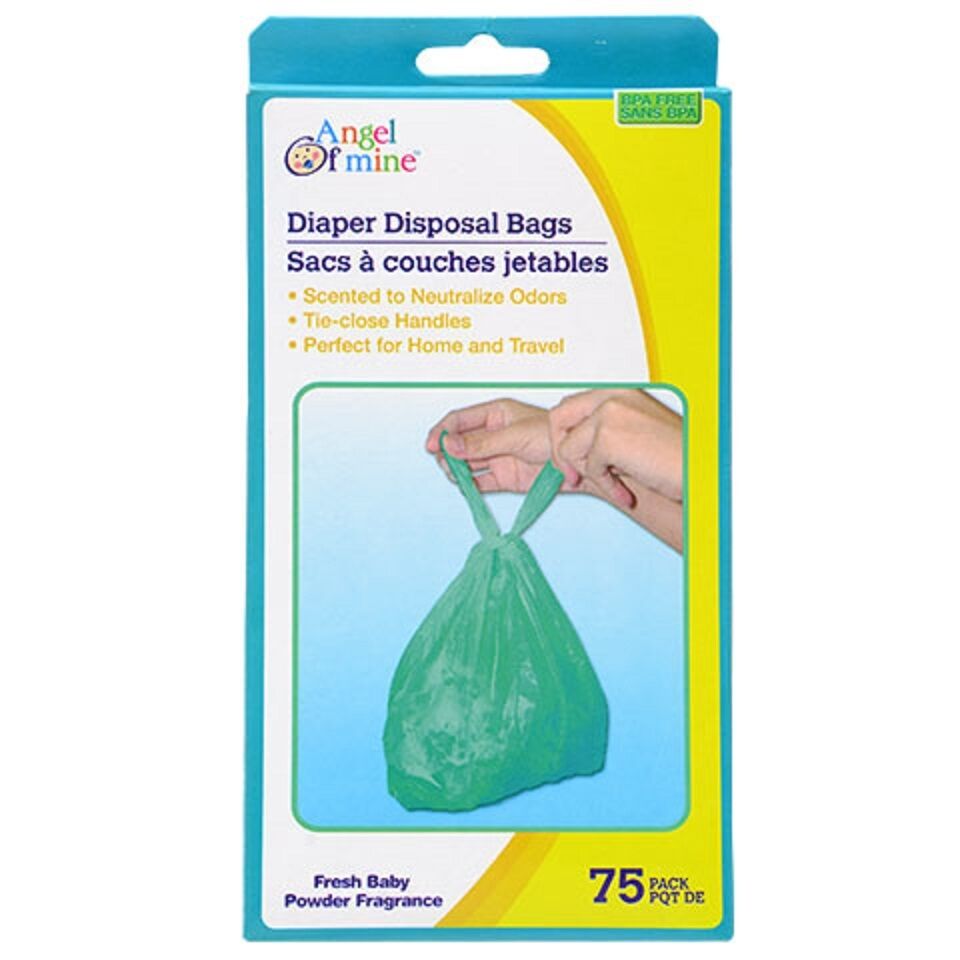 BPA FREE
SANS BPA
Angel
Of mine™
Diaper Disposal Bags
Sacs à couches jetables
• Scented to Neutralize Odors
• Tie-close Handles
• Perfect for Home and Travel
Fresh Baby
Powder Fragrance
75 PACK
PQT DE